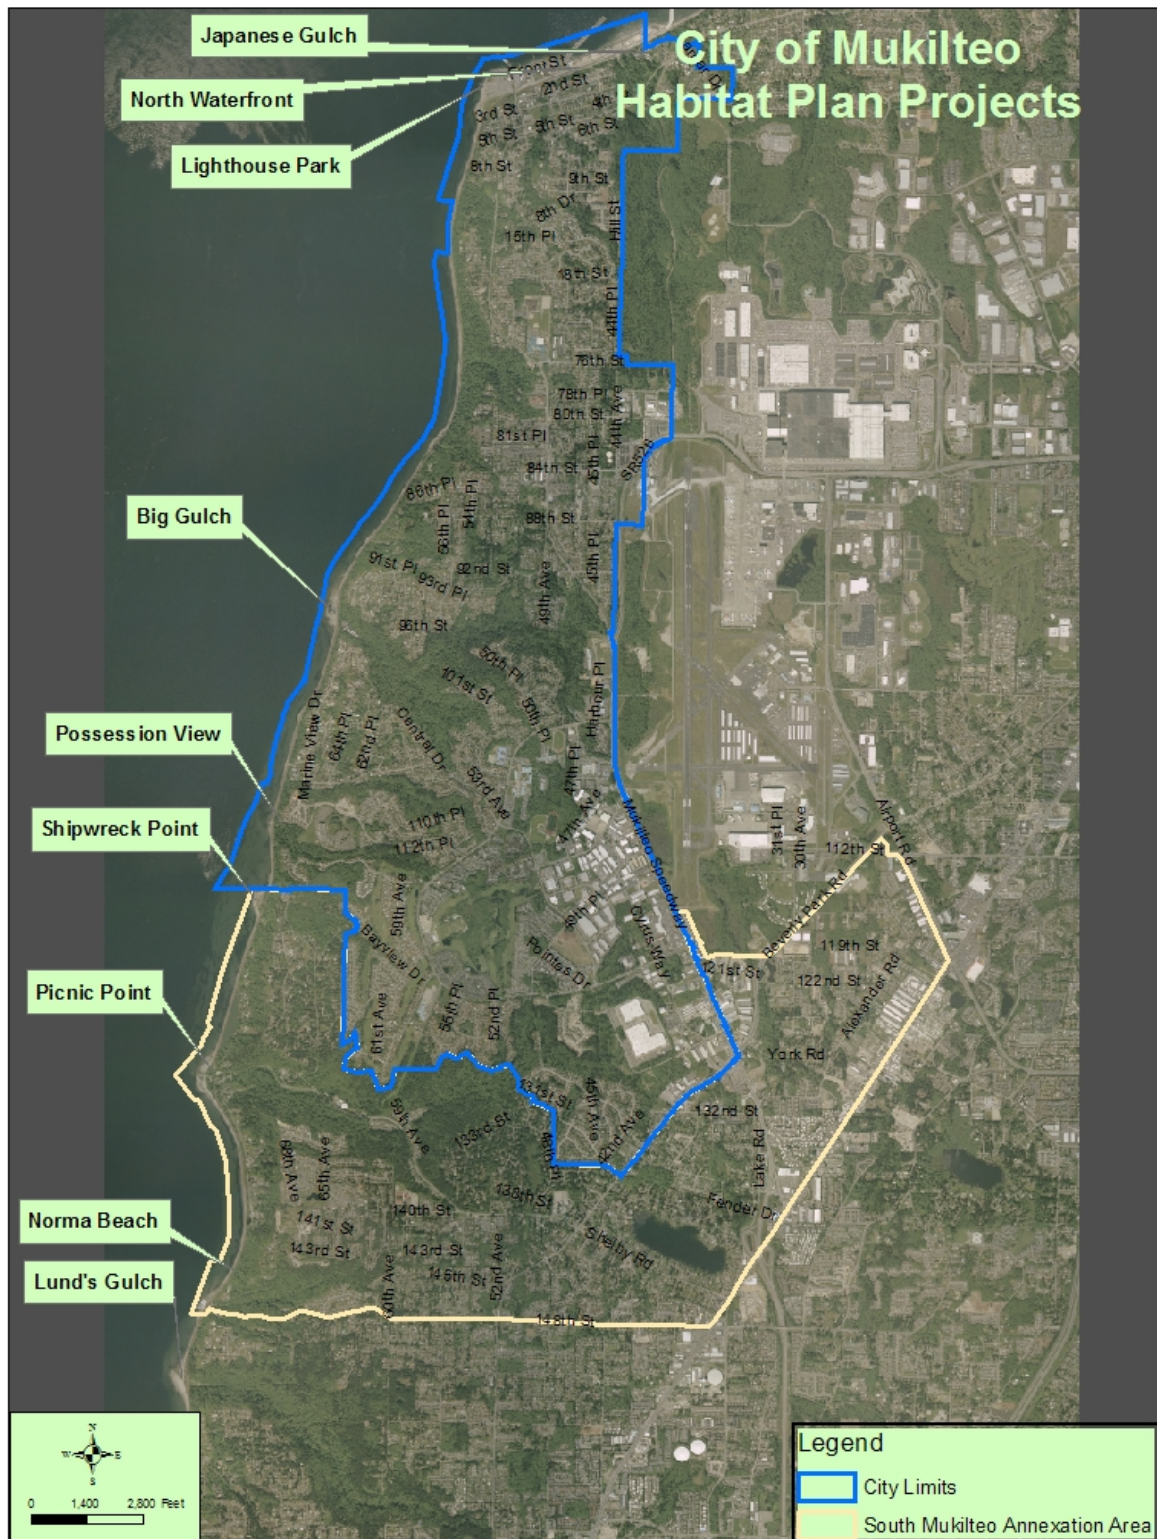 City of Mukilteo
Habitat Plan Projects
Japanese Gulch
North Waterfront
Lighthouse Park
Big Gulch
Possession View
Shipwreck Point
Picnic Point
Norma Beach
Lund's Gulch
Front St
2nd St
3rd St
4th
5th St
5th St
6th St
8th St
9th St
8th Dr
Hill St
15th Pl
18th St
44th Pl
76th St
78th Pl
80th St
44th Ave
81st Pl
45th Pl
SR526
84th St
86th Pl
54th Pl
56th Pl
88th St
91st Pl
92nd St
45th Pl
93rd Pl
49th Ave
96th St
50th Pl
101st St
Harbour Pl
50th Pl
Marine View Dr
64th Pl
62nd Pl
Central Dr
53rd Ave
47th Pl
47th Ave
110th Pl
112th Pl
Mukilteo Speedway
31st Pl
30th Ave
Airport Rd
112th St
Beverly Park Rd
59th Ave
39th Pl
Cyrus Way
Bayview Dr
Pointes Dr
119th St
121st St
122nd St
Alexander Rd
61st Ave
55th Pl
52nd Pl
York Rd
131st St
45th Ave
42nd Ave
132nd St
59th Ave
133rd St
48th Pl
Lake Rd
68th Ave
65th Ave
138th St
140th St
Fender Dr
141st St
143rd St
143rd St
Shelby Rd
145th St
52nd Ave
60th Ave
148th St
N
W E
S
0 1,400 2,800 Feet
Legend
City Limits
South Mukilteo Annexation Area